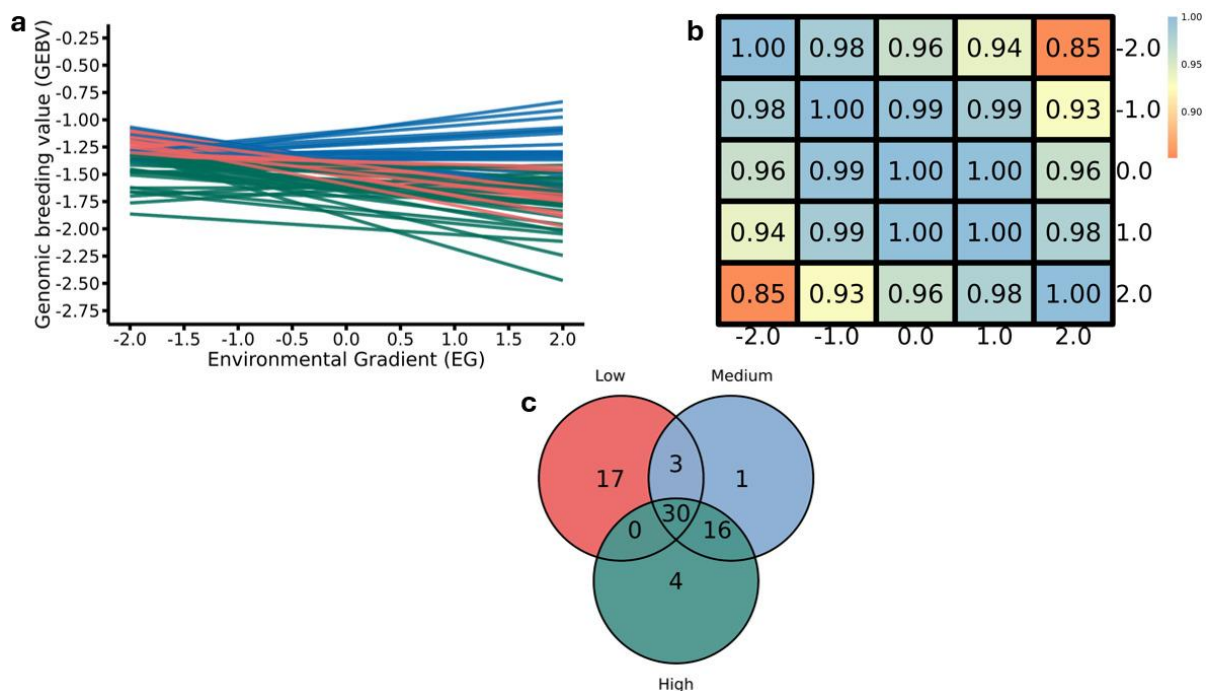 a
-0.25
-0.50
-0.75
-1.00
-1.25
-1.50
-1.75
-2.00
-2.25
-2.50
-2.75
Genomic breeding value (GEBV)
-2.0 -1.5 -1.0 -0.5 0.0 0.5 1.0 1.5 2.0
Environmental Gradient (EG)
b
1.00 0.98 0.96 0.94 0.85 -2.0
0.98 1.00 0.99 0.99 0.93 -1.0
0.96 0.99 1.00 1.00 0.96 0.0
0.94 0.99 1.00 1.00 0.98 1.0
0.85 0.93 0.96 0.98 1.00 2.0
-2.0 -1.0 0.0 1.0 2.0
1.00
0.95
0.90
c
Low Medium
17 3 1
30
0 16
4
High